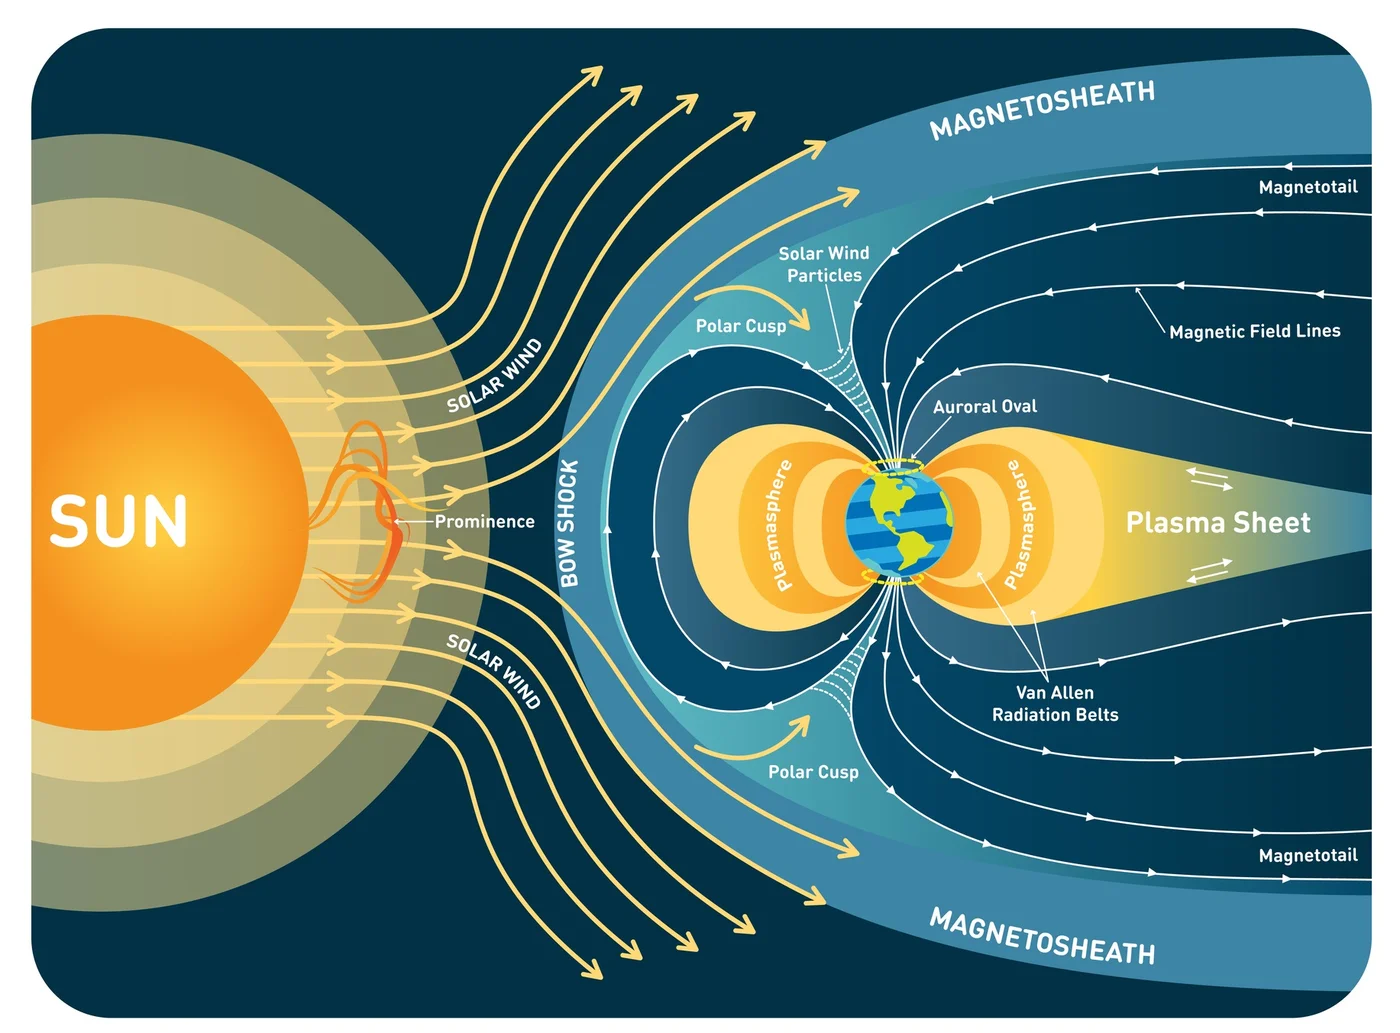 MAGNETOSHEATH
Magnetotail
Solar Wind
Particles
Polar Cusp
Magnetic Field Lines
SOLAR WIND
Auroral Oval
SUN
Prominence
BOW SHOCK
Plasmasphere
Plasmasphere
Plasma Sheet
SOLAR WIND
Van Allen
Radiation Belts
Polar Cusp
Magnetotail
MAGNETOSHEATH